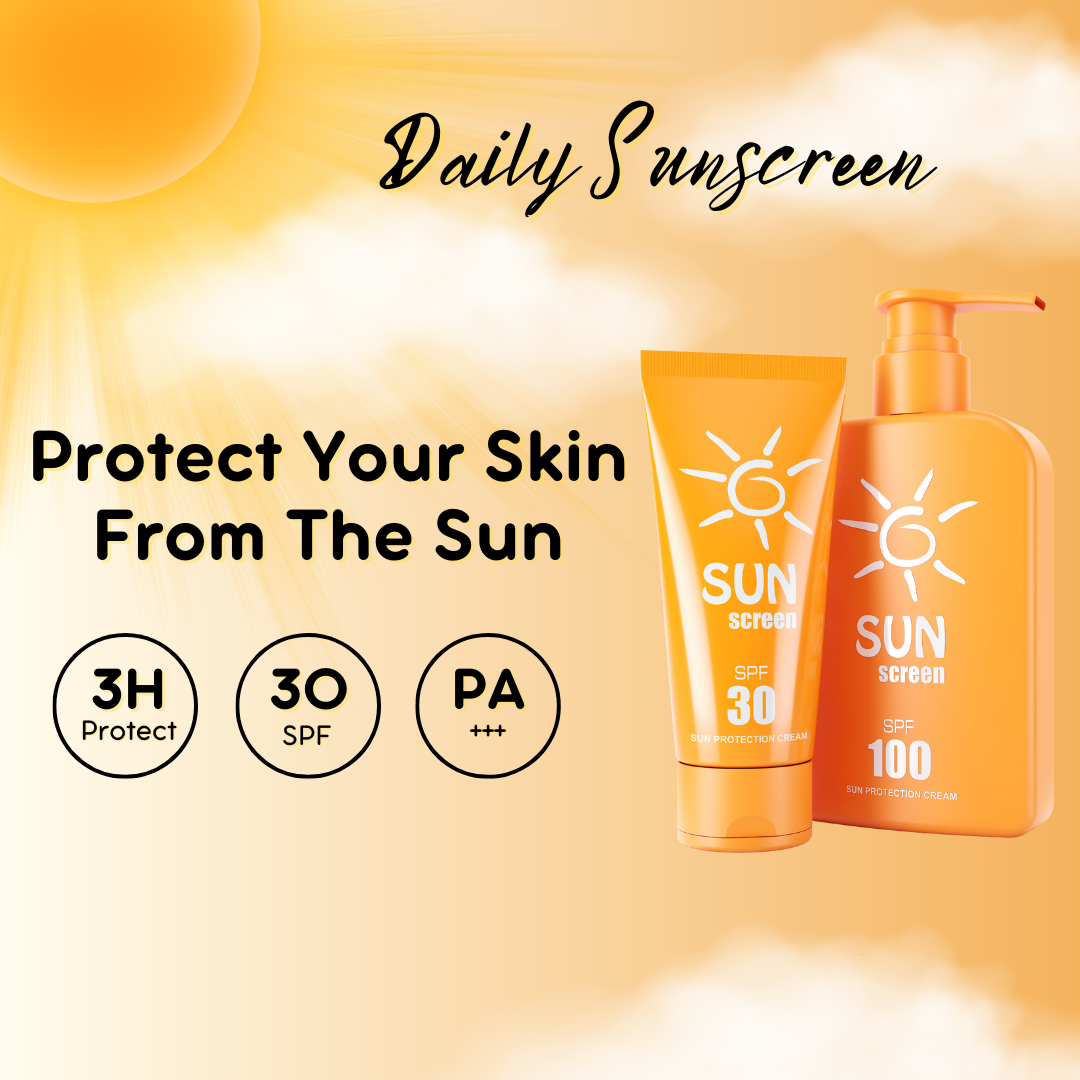 Daily Sunscreen
Protect Your Skin
From The Sun
3H
Protect
30
SPF
PA
+++
SUN
screen
SPF
30
SUN PROTECTION CREAM
SUN
screen
SPF
100
SUN PROTECTION CREAM